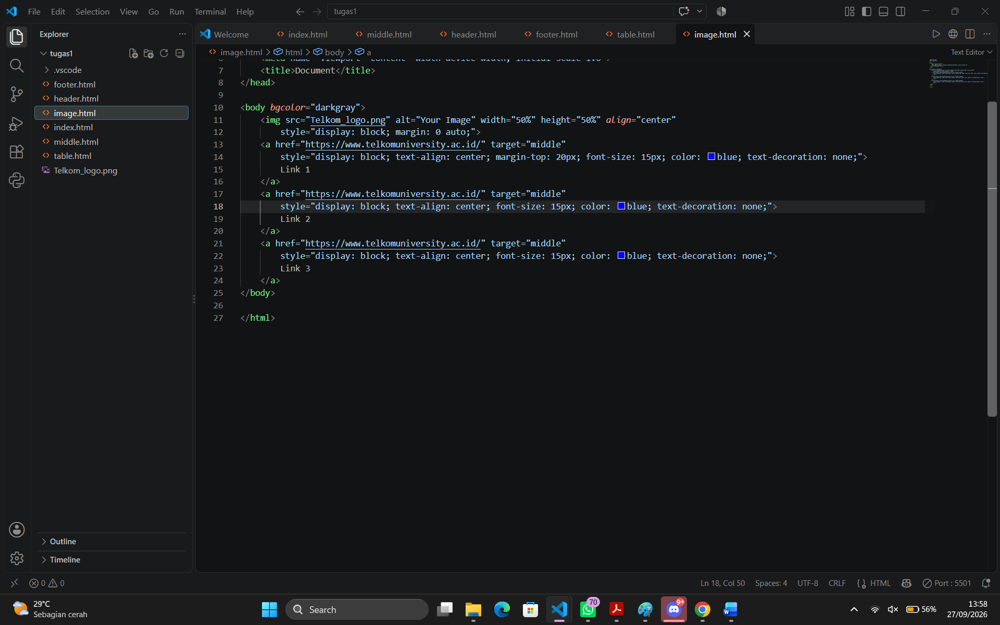 File Edit Selection View Go Run Terminal Help
tugas1
Explorer
tugas1
.vscode
footer.html
header.html
image.html
index.html
middle.html
table.html
Telkom_logo.png
Outline
Timeline
Welcome index.html middle.html header.html footer.html table.html image.html
image.html > html > body > a
Text Editor
7 <title>Document</title>
8 </head>
9
10 <body bgcolor="darkgray">
11 <img src="Telkom_logo.png" alt="Your Image" width="50%" height="50%" align="center"
12 style="display: block; margin: 0 auto;">
13 <a href="https://www.telkomuniversity.ac.id/" target="middle"
14 style="display: block; text-align: center; margin-top: 20px; font-size: 15px; color: blue; text-decoration: none;">
15 Link 1
16 </a>
17 <a href="https://www.telkomuniversity.ac.id/" target="middle"
18 style="display: block; text-align: center; font-size: 15px; color: blue; text-decoration: none;">
19 Link 2
20 </a>
21 <a href="https://www.telkomuniversity.ac.id/" target="middle"
22 style="display: block; text-align: center; font-size: 15px; color: blue; text-decoration: none;">
23 Link 3
24 </a>
25 </body>
26
27 </html>
0 0
Ln 18, Col 50 Spaces: 4 UTF-8 CRLF HTML Port : 5501
29°C
Sebagian cerah
Search
70
9+
56%
13:58
27/09/2026